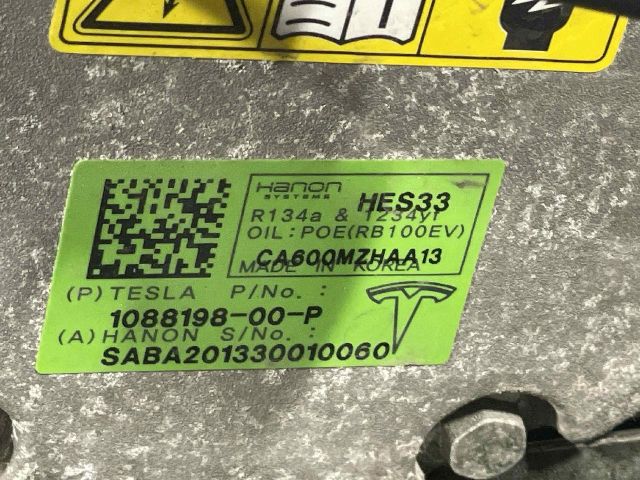 Hanon
SYSTEMS
HES33
R134a & 1234yf
OIL:POE(RB100EV)
CA600MZHAA13
MADE IN KOREA
(P) TESLA P/No. :
1088198-00-P
(A) HANON S/No. :
SABA201330010060